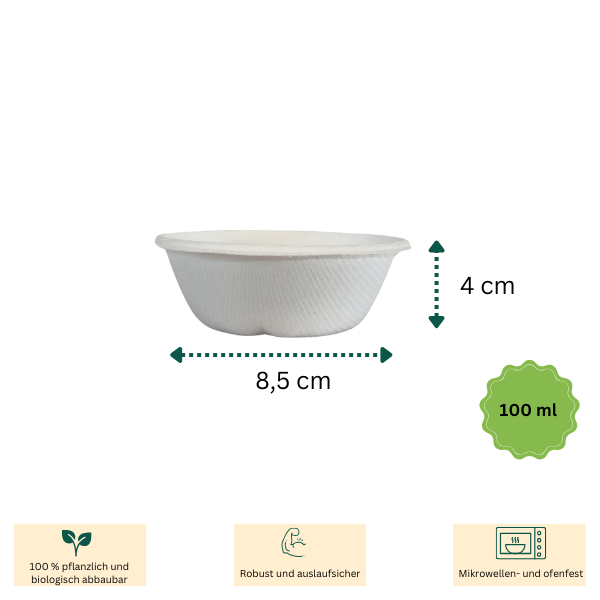 4 cm
8,5 cm
100 ml
100 % pflanzlich und
biologisch abbaubar
Robust und auslaufsicher
Mikrowellen- und ofenfest